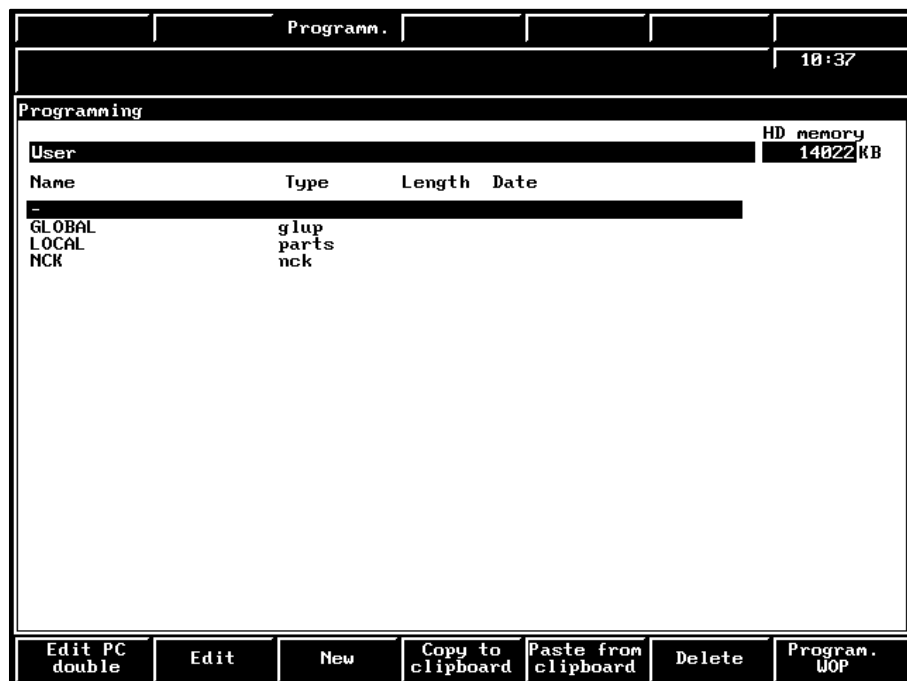 Programm.
10:37
Programming
HD memory
User 14022 KB
Name Type Length Date
-
GLOBAL glup
LOCAL parts
NCK nck
Edit PC double Edit New Copy to clipboard Paste from clipboard Delete Program. WOP